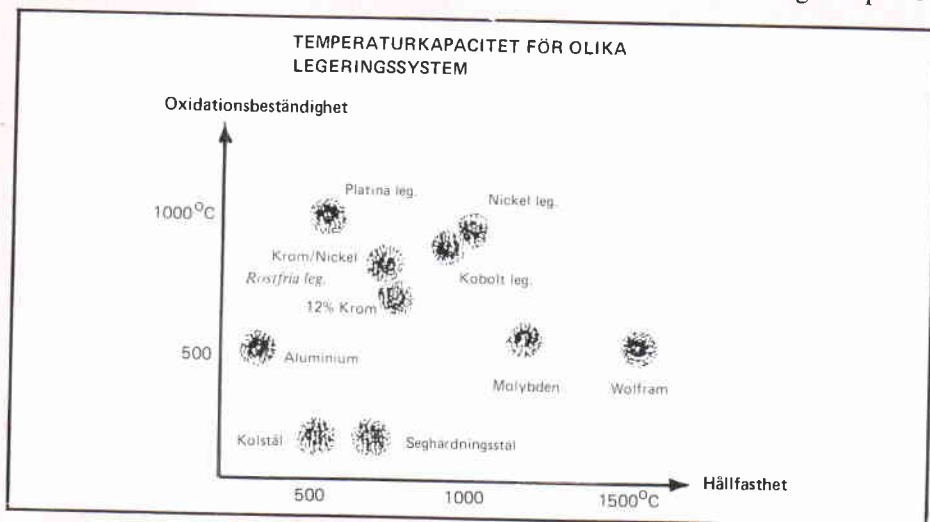 TEMPERATURKAPACITET FÖR OLIKA
LEGERINGSSYSTEM
Oxidationsbeständighet
Platina leg.
Nickel leg.
1000°C
Krom/Nickel
Kobolt leg.
Rostfria leg.
12% Krom
500
Aluminium
Molybden
Wolfram
Kolstål
Seghardningsstål
Hållfasthet
500
1000
1500°C